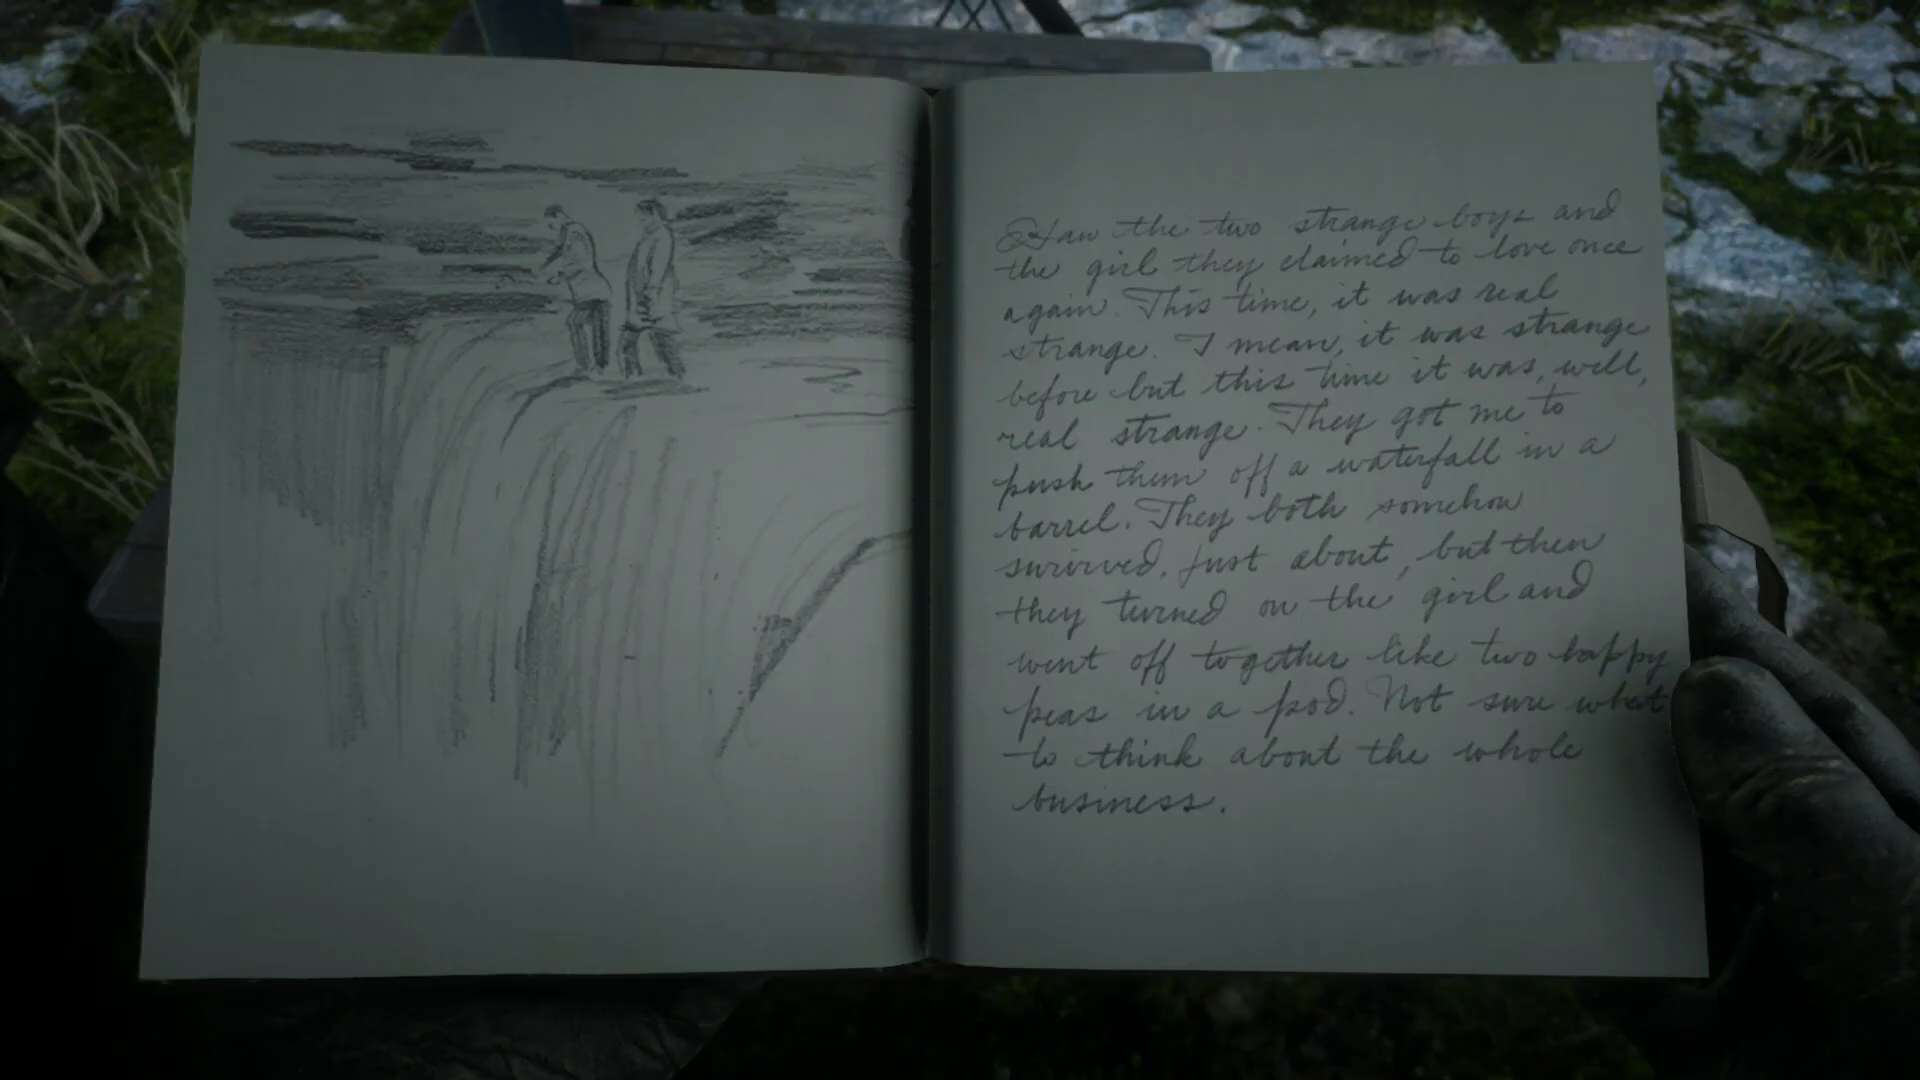 Saw the two strange boys and
the girl they claimed to love once
again. This time, it was real
strange. I mean, it was strange
before but this time it was, well,
real strange. They got me to
push them off a waterfall in a
barrel. They both somehow
survived, just about, but then
they turned on the girl and
went off together like two happy
peas in a pod. Not sure what
to think about the whole
business.